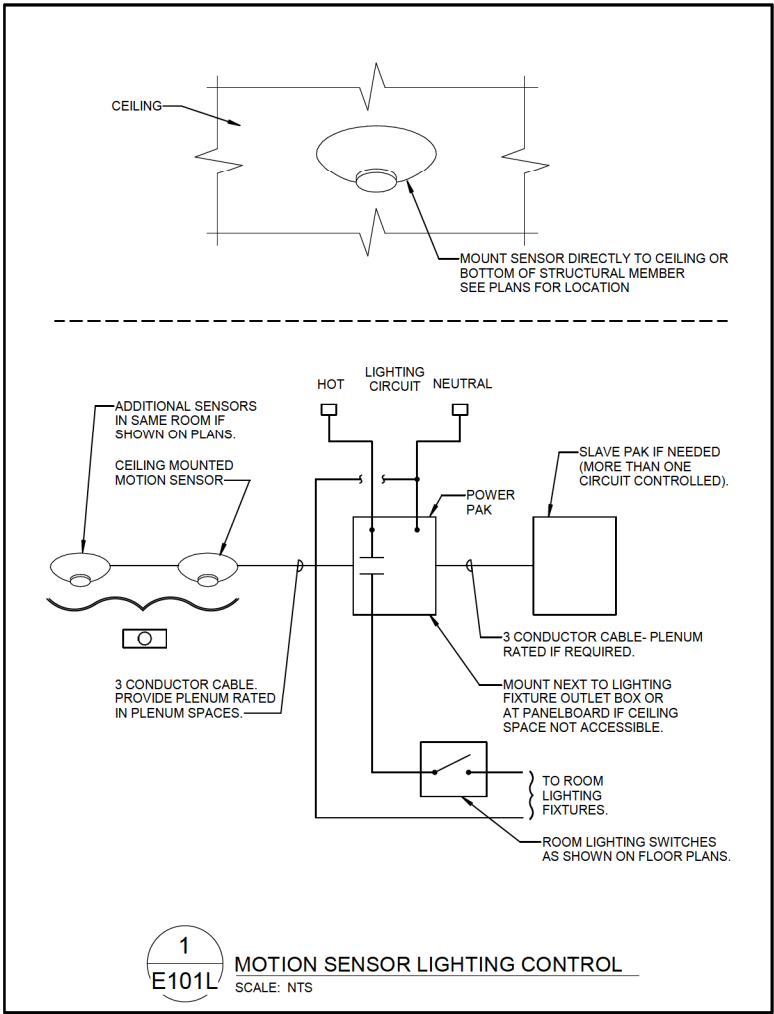 CEILING
MOUNT SENSOR DIRECTLY TO CEILING OR
BOTTOM OF STRUCTURAL MEMBER
SEE PLANS FOR LOCATION
HOT
LIGHTING
CIRCUIT
NEUTRAL
ADDITIONAL SENSORS
IN SAME ROOM IF
SHOWN ON PLANS.
CEILING MOUNTED
MOTION SENSOR
SLAVE PAK IF NEEDED
(MORE THAN ONE
CIRCUIT CONTROLLED).
POWER
PAK
3 CONDUCTOR CABLE- PLENUM
RATED IF REQUIRED.
3 CONDUCTOR CABLE.
PROVIDE PLENUM RATED
IN PLENUM SPACES.
MOUNT NEXT TO LIGHTING
FIXTURE OUTLET BOX OR
AT PANELBOARD IF CEILING
SPACE NOT ACCESSIBLE.
TO ROOM
LIGHTING
FIXTURES.
ROOM LIGHTING SWITCHES
AS SHOWN ON FLOOR PLANS.
1
E101L
MOTION SENSOR LIGHTING CONTROL
SCALE: NTS